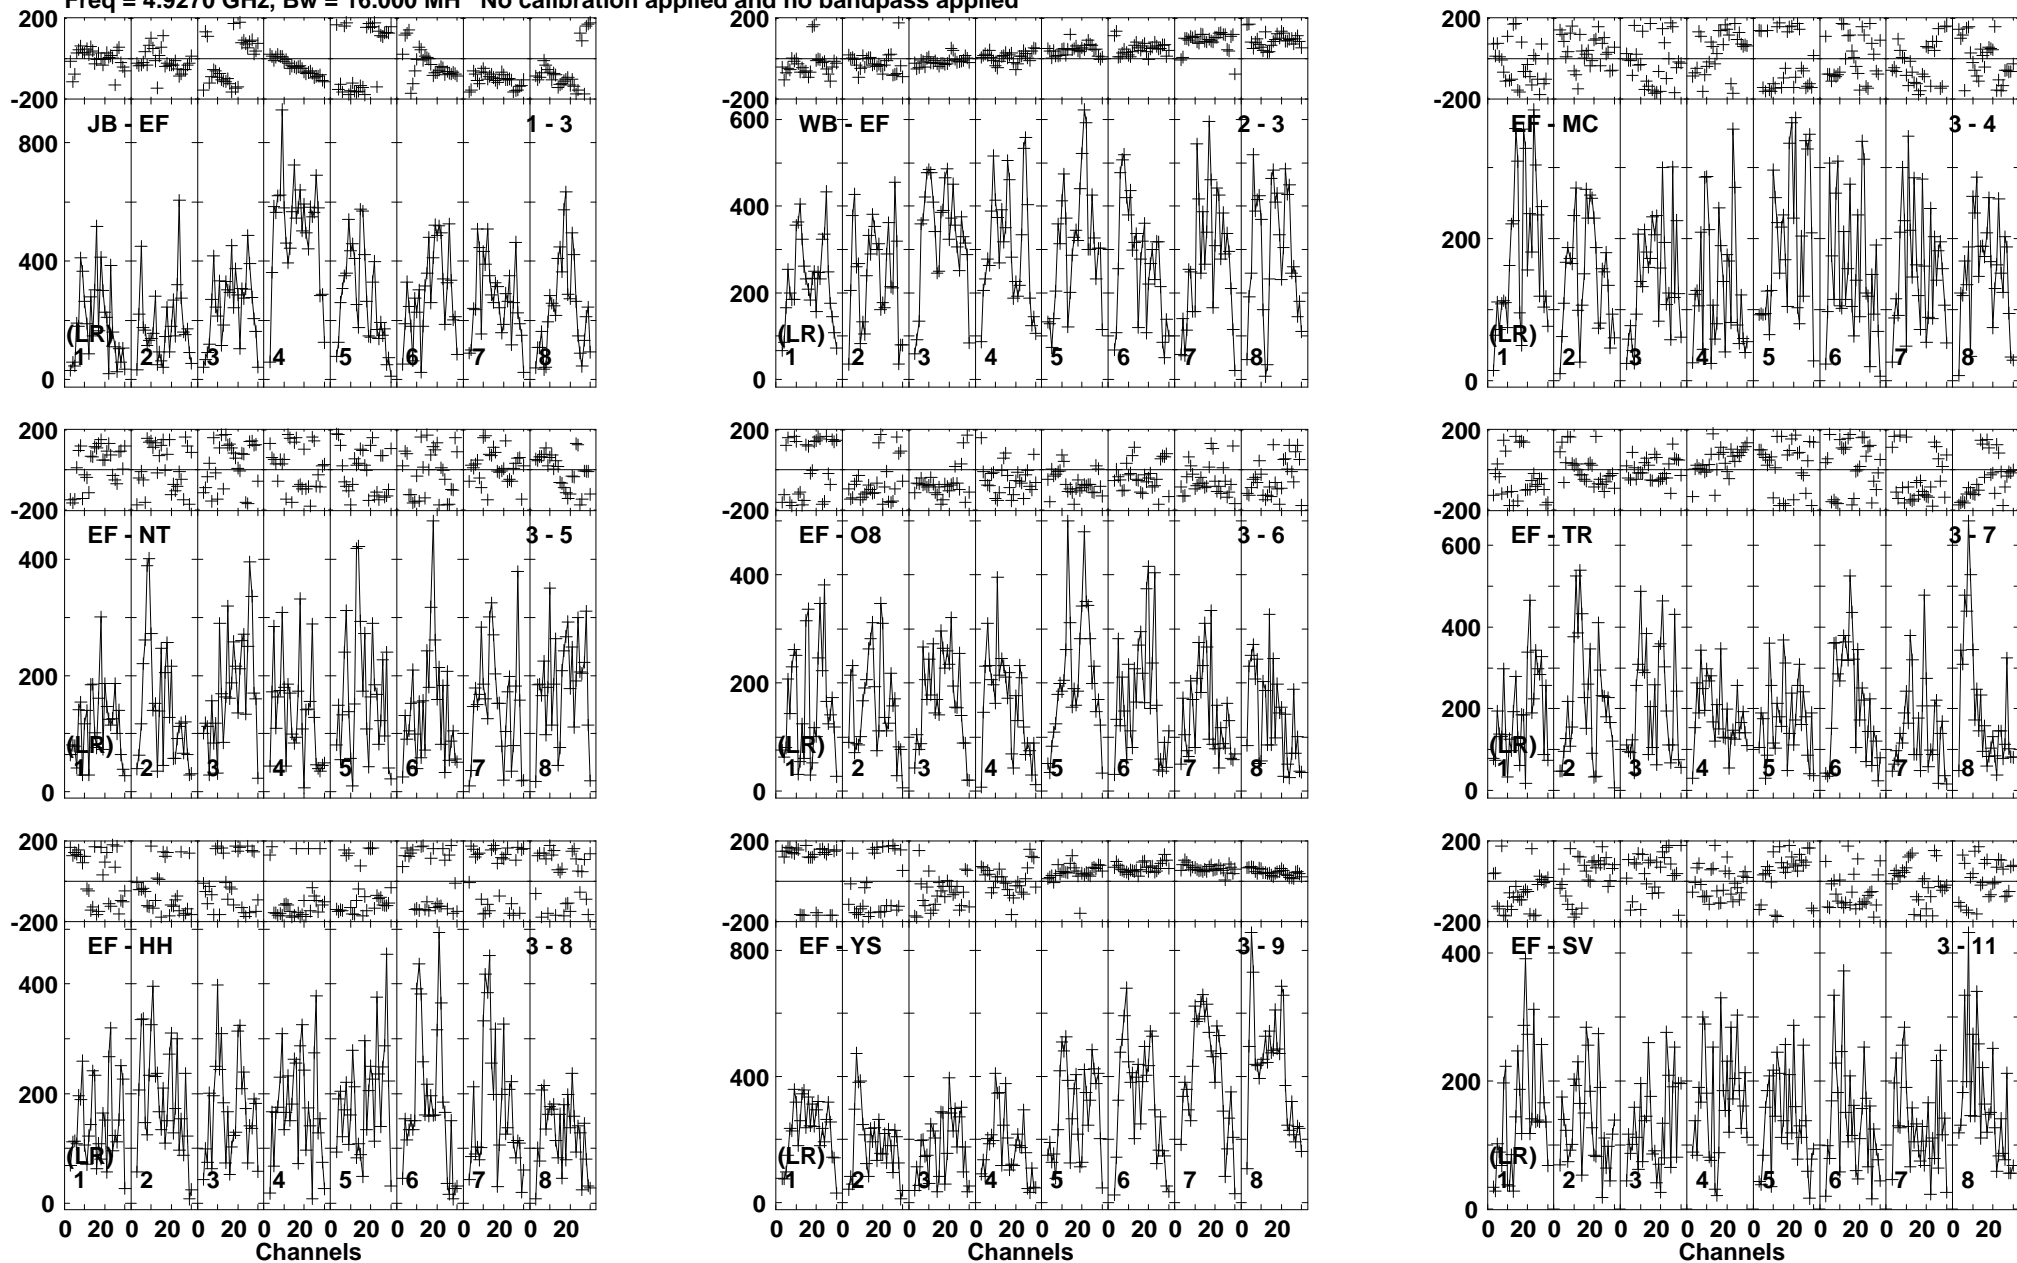 Freq = 4.9270 GHz, Bw = 16.000 MH No calibration applied and no bandpass applied
200
-200
JB - EF 1 - 3
800
400
0
(LR)
1 2 3 4 5 6 7 8
200
-200
WB - EF 2 - 3
600
400
200
0
(LR)
1 2 3 4 5 6 7 8
200
-200
EF - MC 3 - 4
200
0
(LR)
1 2 3 4 5 6 7 8
200
-200
EF - NT 3 - 5
400
200
0
(LR)
1 2 3 4 5 6 7 8
200
-200
EF - O8 3 - 6
400
200
0
(LR)
1 2 3 4 5 6 7 8
200
-200
EF - TR 3 - 7
600
400
200
0
(LR)
1 2 3 4 5 6 7 8
200
-200
EF - HH 3 - 8
400
200
0
(LR)
1 2 3 4 5 6 7 8
0 20 0 20 0 20 0 20 0 20 0 20 0 20 0 20
200
-200
EF - YS 3 - 9
800
400
0
(LR)
1 2 3 4 5 6 7 8
0 20 0 20 0 20 0 20 0 20 0 20 0 20 0 20
200
-200
EF - SV 3 - 11
400
200
0
(LR)
1 2 3 4 5 6 7 8
0 20 0 20 0 20 0 20 0 20 0 20 0 20 0 20
Channels
Channels
Channels